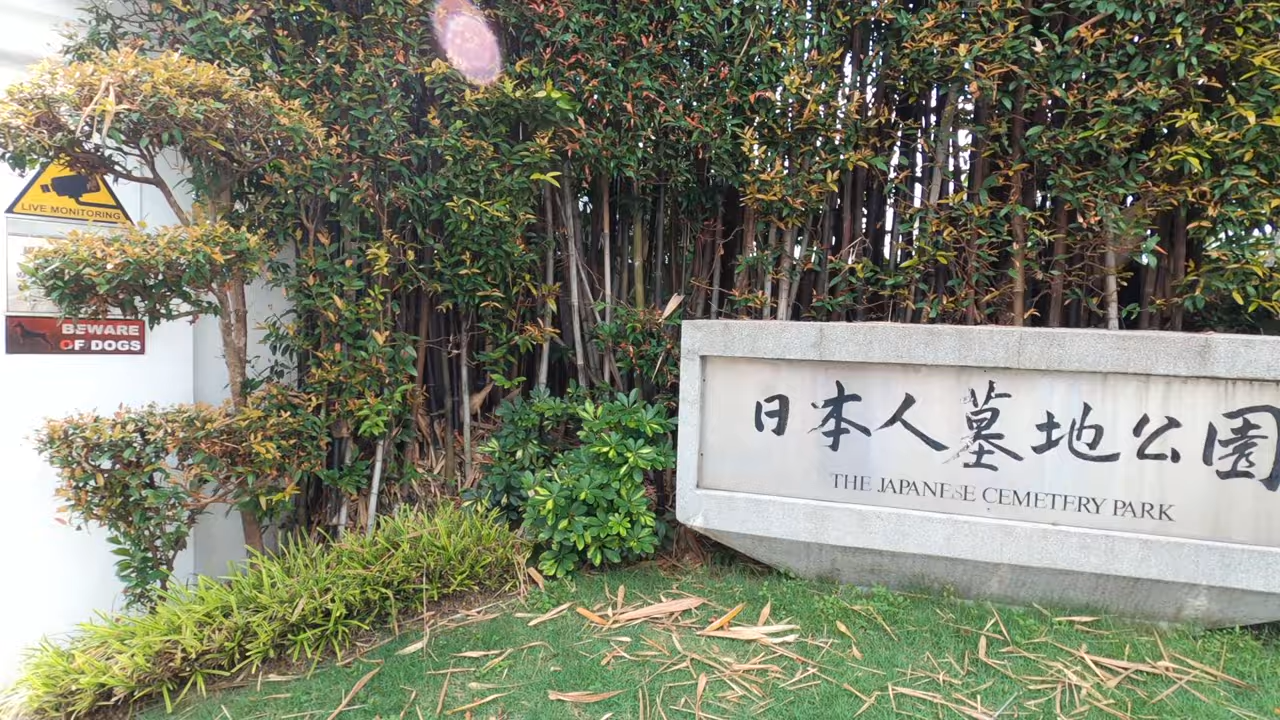 LIVE MONITORING
BEWARE
OF DOGS
日本人墓地公園
THE JAPANESE CEMETERY PARK